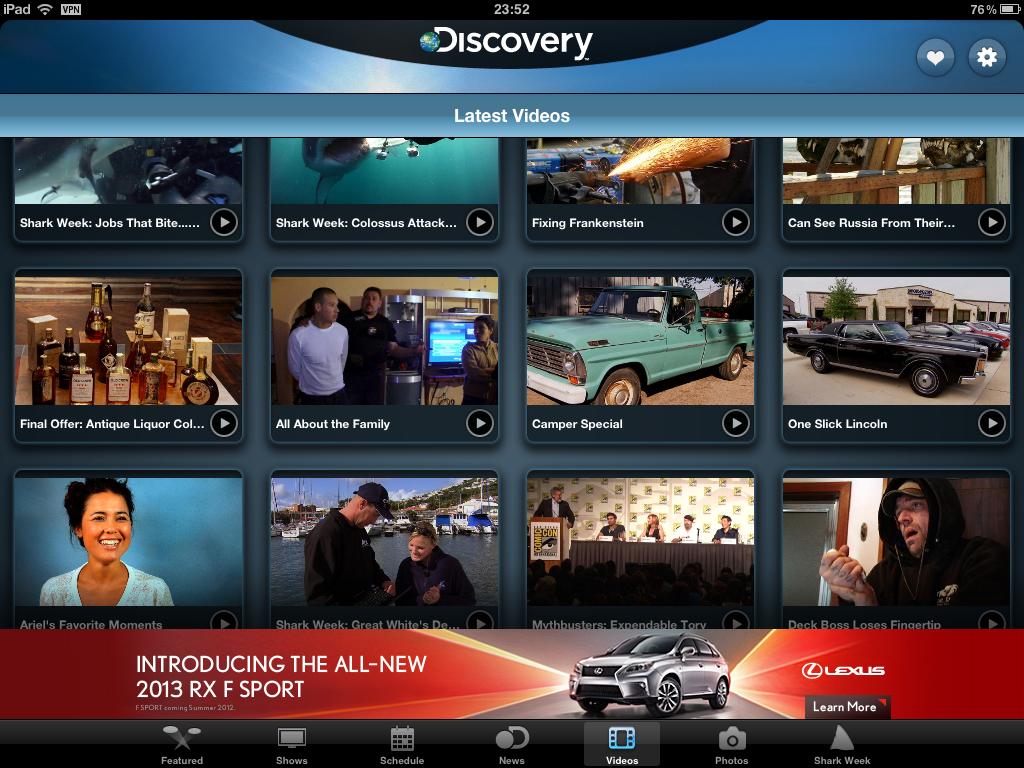 iPad VPN 23:52 76%
Discovery
Latest Videos
Shark Week: Jobs That Bite...... Shark Week: Colossus Attack... Fixing Frankenstein Can See Russia From Their...
Final Offer: Antique Liquor Col... All About the Family Camper Special One Slick Lincoln
COMIC CON
Ariel's Favorite Moments Shark Week: Great White's De... Mythbusters: Expendable Tory Deck Boss Loses Fingertip
INTRODUCING THE ALL-NEW
2013 RX F SPORT
F SPORT coming Summer 2012.
LEXUS
Learn More
Featured Shows Schedule News Videos Photos Shark Week